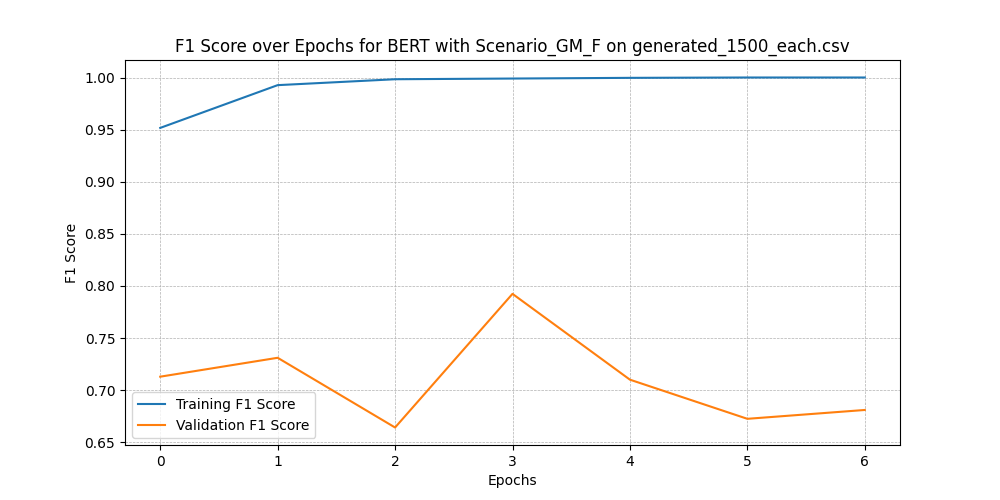 F1 Score over Epochs for BERT with Scenario_GM_F on generated_1500_each.csv
F1 Score
1.00
0.95
0.90
0.85
0.80
0.75
0.70
0.65
Training F1 Score
Validation F1 Score
0 1 2 3 4 5 6
Epochs